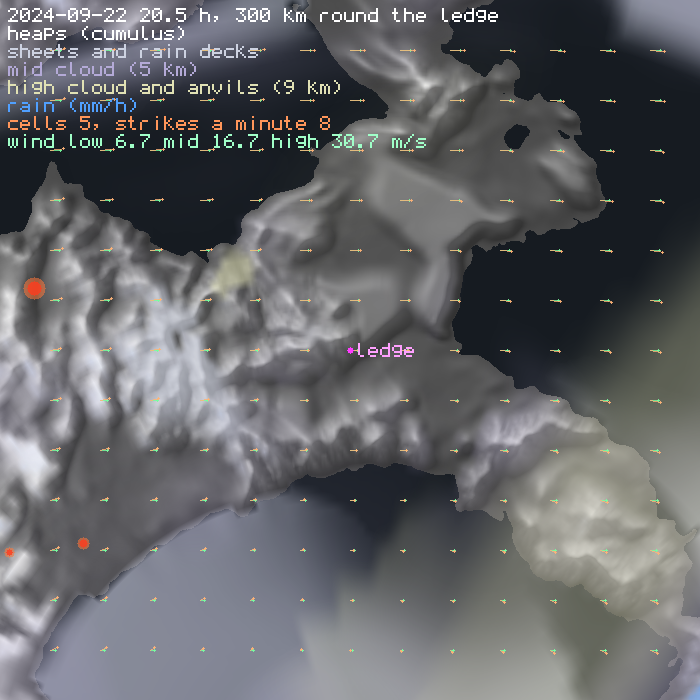 2024-09-22 20.5 h, 300 km round the ledge
heaps (cumulus)
sheets and rain decks
mid cloud (5 km)
high cloud and anvils (9 km)
rain (mm/h)
cells 5, strikes a minute 8
wind low 6.7 mid 16.7 high 30.7 m/s
ledge